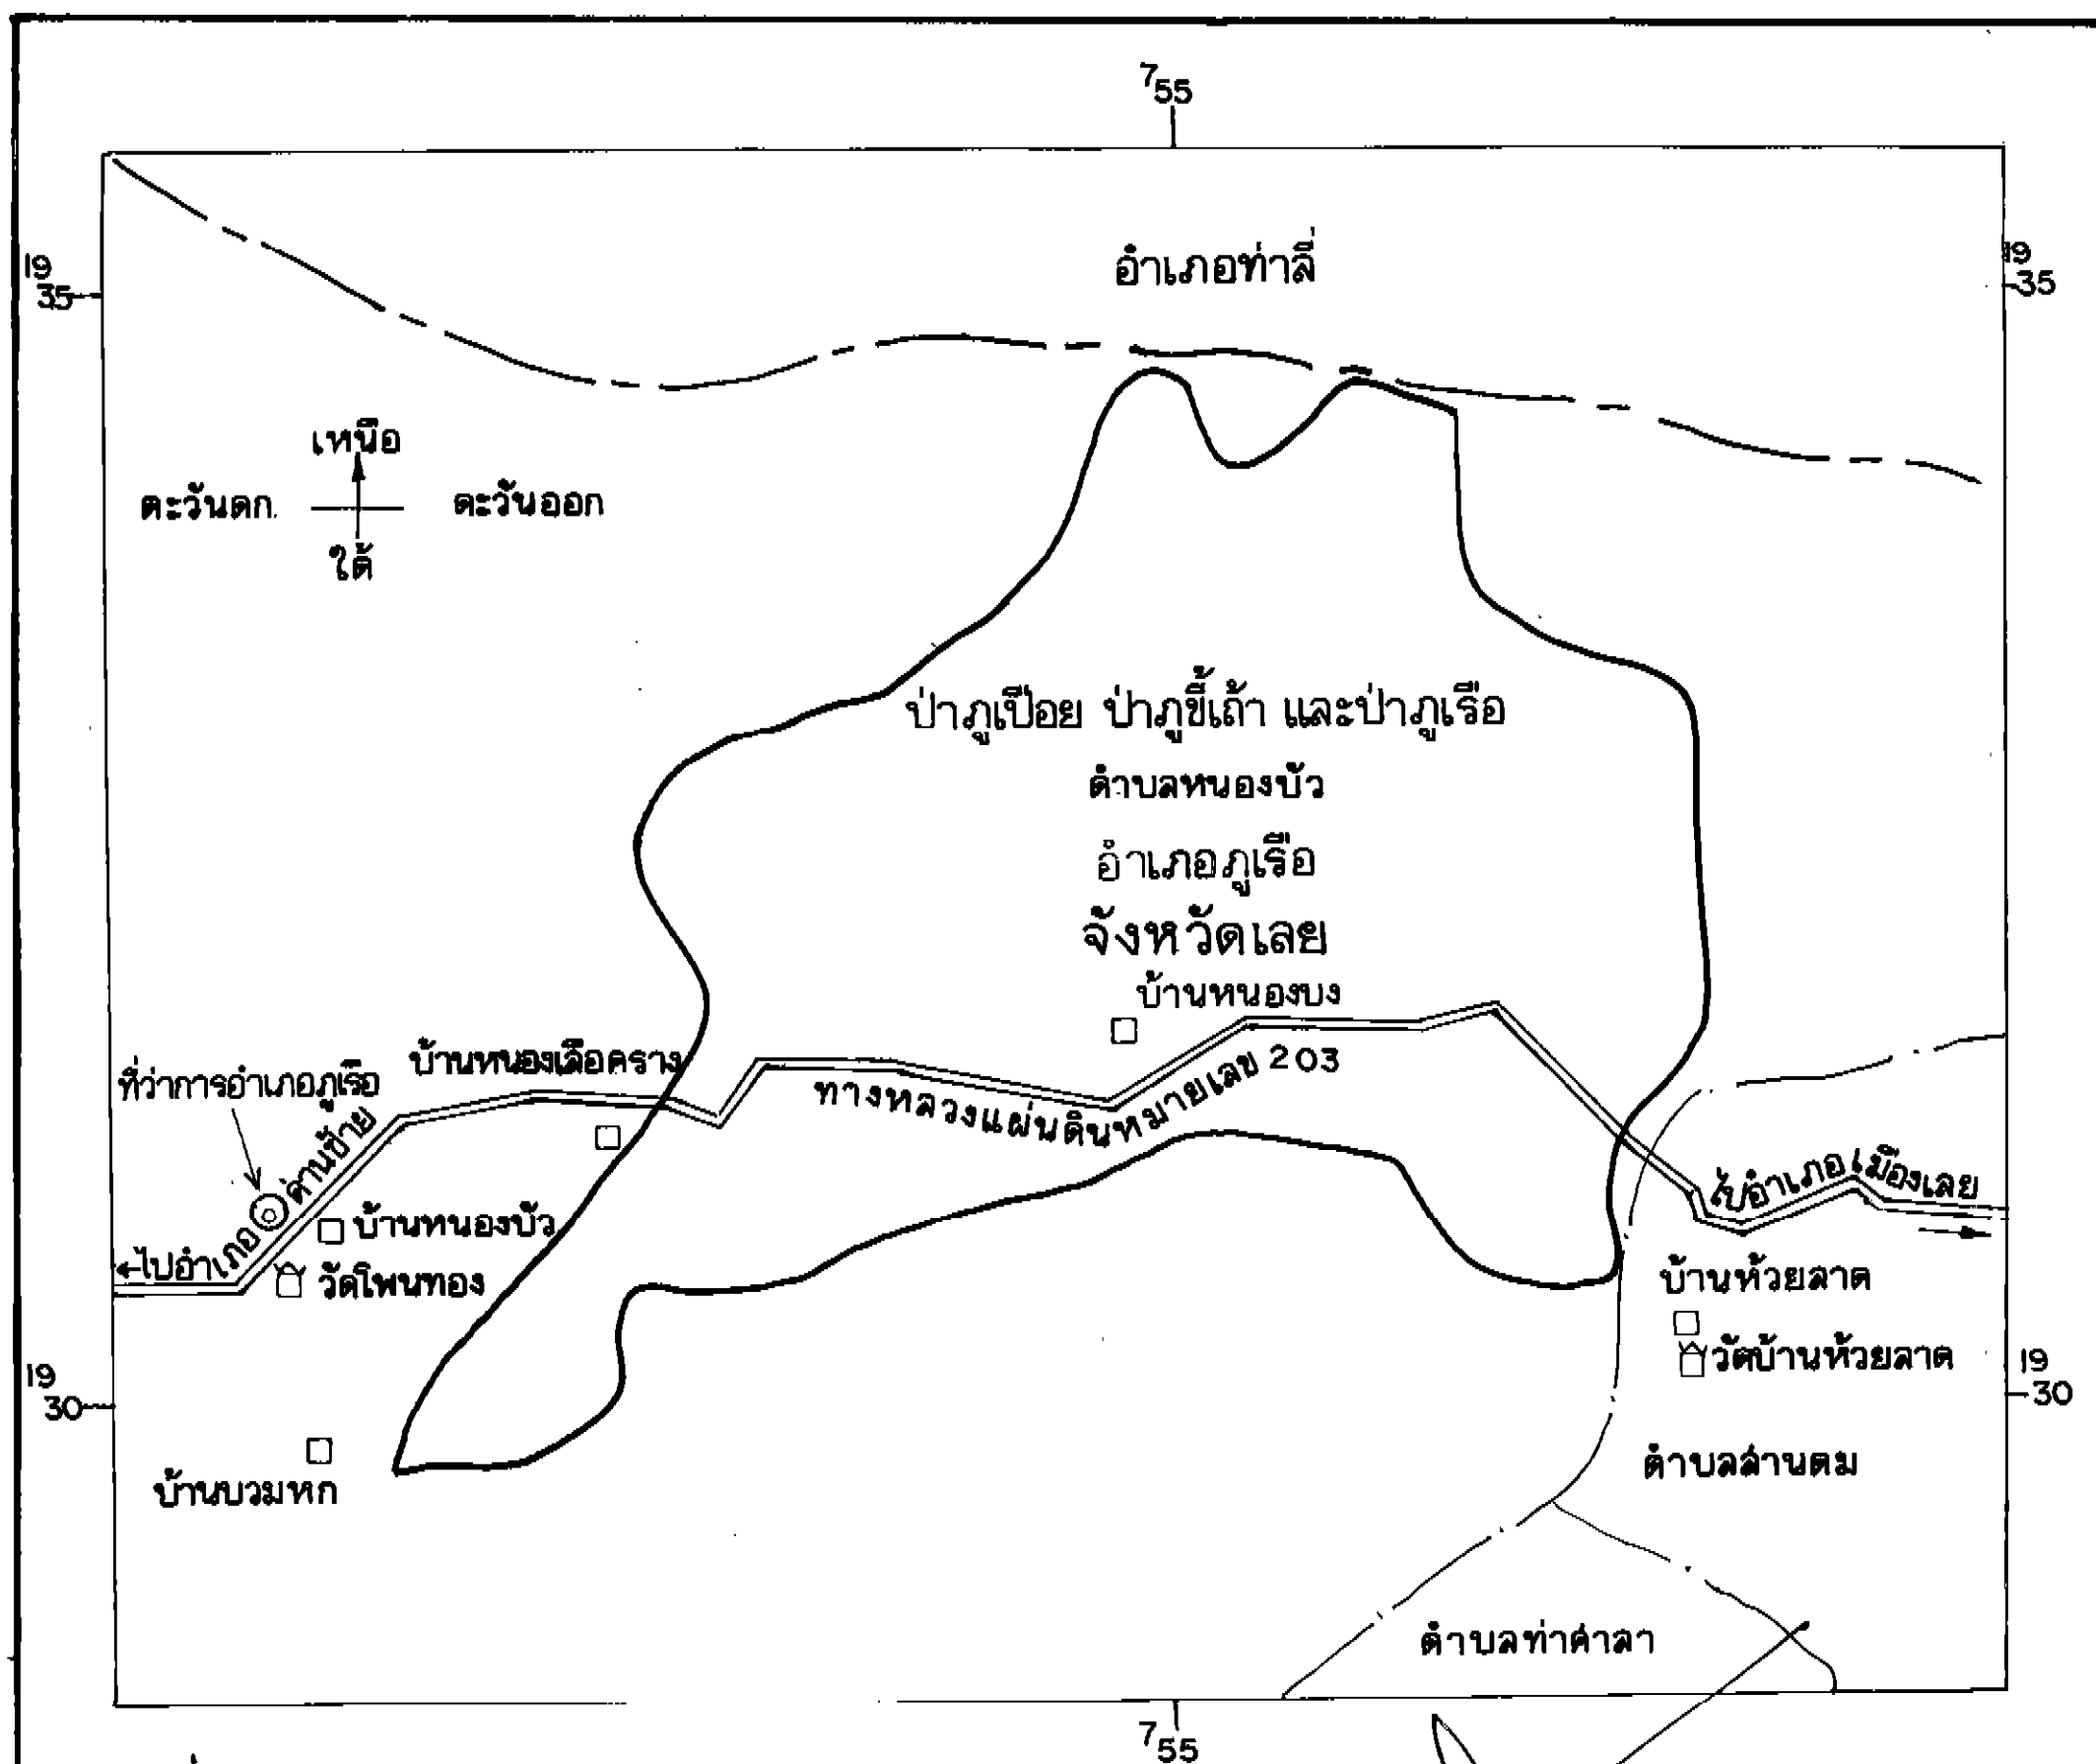 755
อำเภอท่าลี่
19
35
19
35
เหนือ
ตะวันตก
ตะวันออก
ใต้
ป่าภูเปือย ป่าภูขี้เถ้า และป่าภูเรือ
ตำบลหนองบัว
อำเภอภูเรือ
จังหวัดเลย
บ้านหนองบง
บ้านหนองเสือคราง
ที่ว่าการอำเภอภูเรือ
ทางหลวงแผ่นดินหมายเลข 203
ไปอำเภอ ด่านซ้าย
ไปอำเภอเมืองเลย
บ้านหนองบัว
วัดโพนทอง
บ้านห้วยลาด
วัดบ้านห้วยลาด
19
30
19
30
ตำบลสานตม
บ้านบวมหก
ตำบลท่าศาลา
755